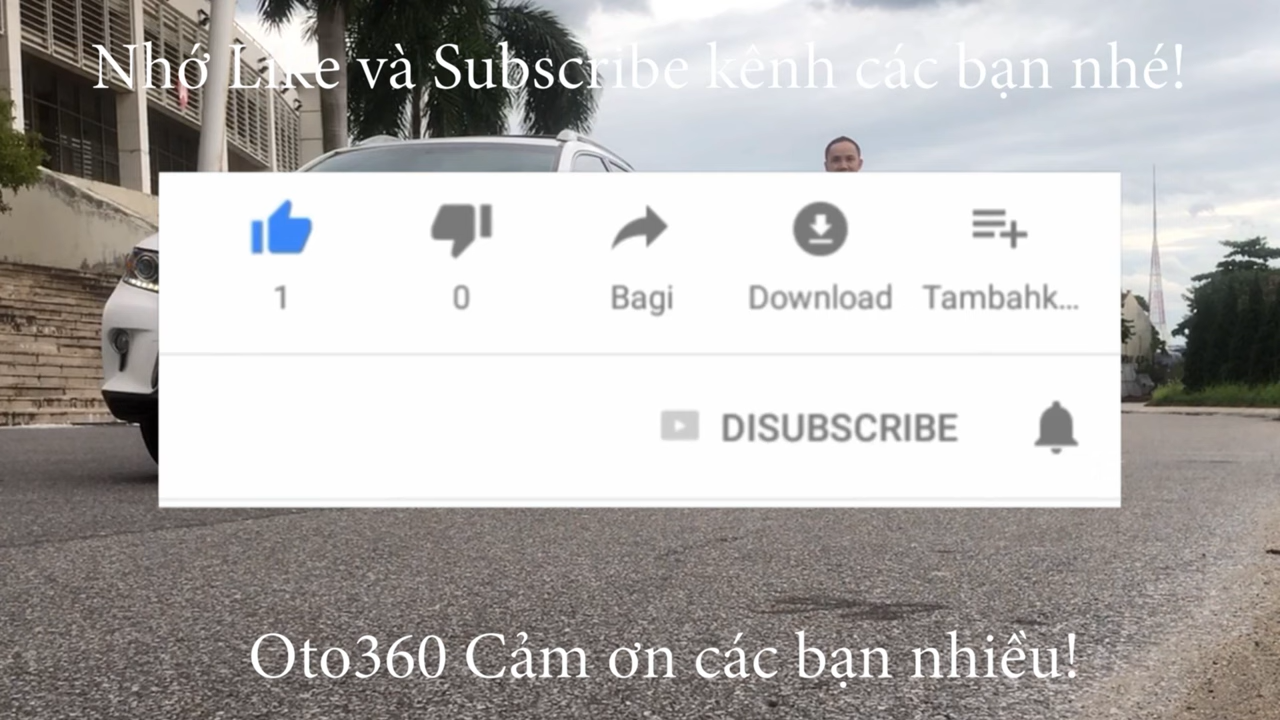 Nhớ Like và Subscribe kênh các bạn nhé!
1 0 Bagi Download Tambahk...
DISUBSCRIBE
Oto360 Cảm ơn các bạn nhiều!